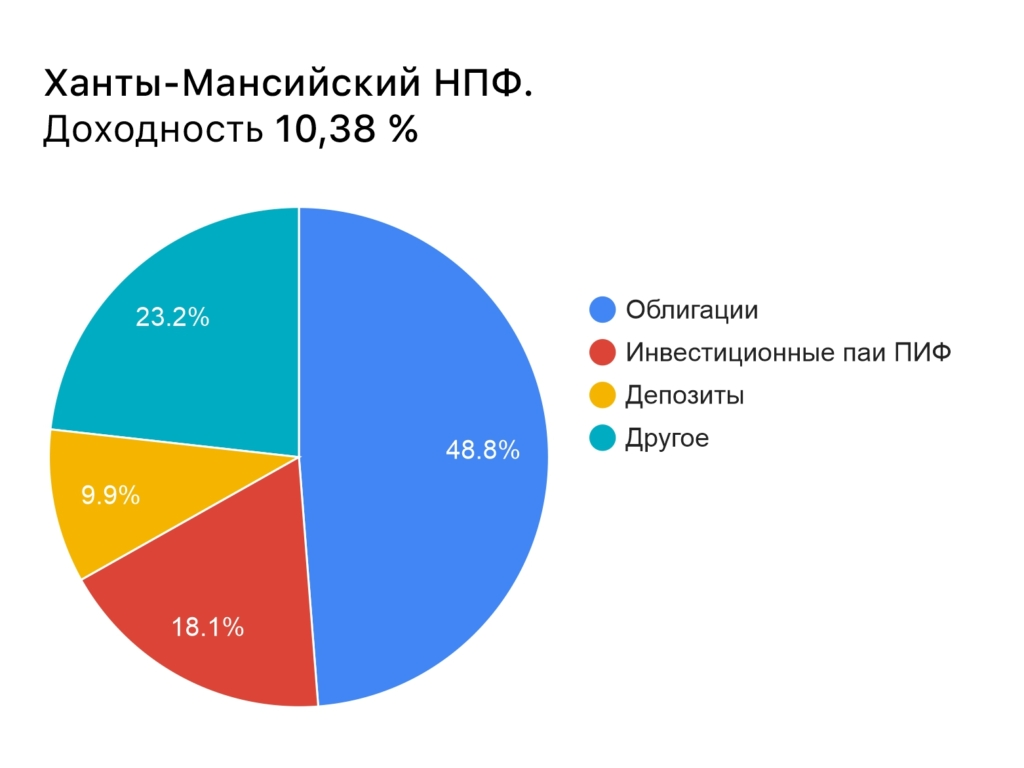 Ханты-Мансийский НПФ.
Доходность 10,38 %
23.2%
48.8%
9.9%
18.1%
Облигации
Инвестиционные паи ПИФ
Депозиты
Другое